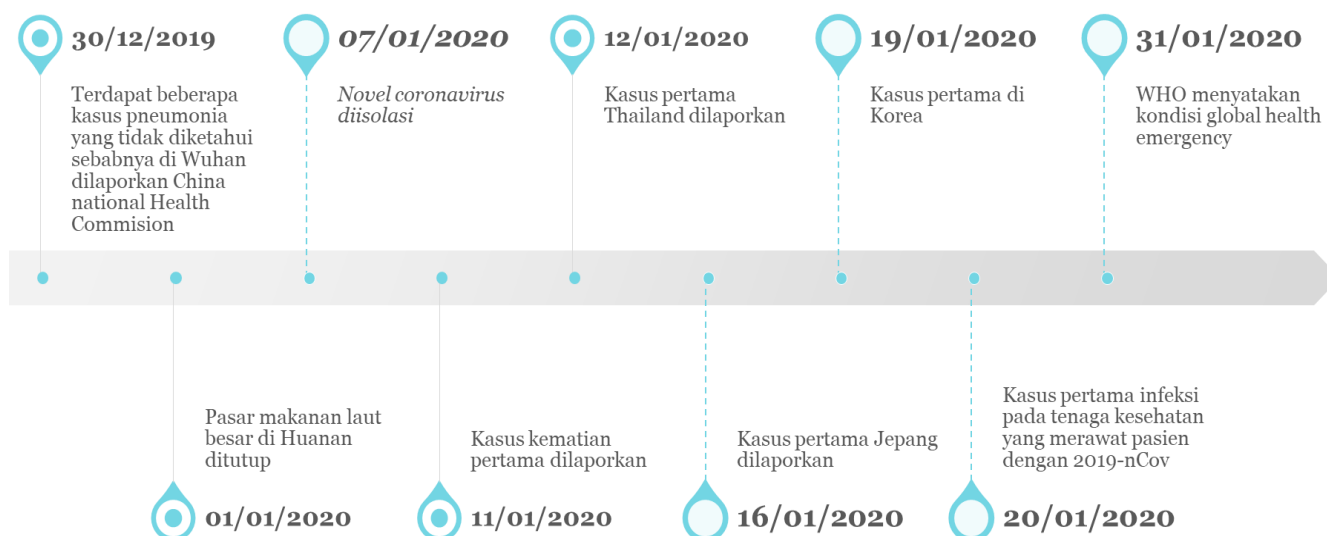 30/12/2019
Terdapat beberapa
kasus pneumonia
yang tidak diketahui
sebabnya di Wuhan
dilaporkan China
national Health
Commision
07/01/2020
Novel coronavirus
diisolasi
12/01/2020
Kasus pertama
Thailand dilaporkan
19/01/2020
Kasus pertama di
Korea
31/01/2020
WHO menyatakan
kondisi global health
emergency
Pasar makanan laut
besar di Huanan
ditutup
01/01/2020
Kasus kematian
pertama dilaporkan
11/01/2020
Kasus pertama Jepang
dilaporkan
16/01/2020
Kasus pertama infeksi
pada tenaga kesehatan
yang merawat pasien
dengan 2019-nCov
20/01/2020